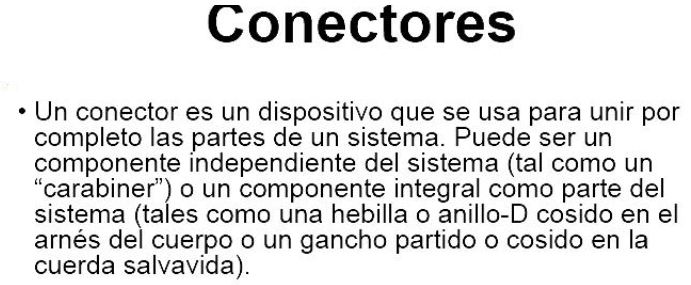 Conectores
• Un conector es un dispositivo que se usa para unir por
completo las partes de un sistema. Puede ser un
componente independiente del sistema (tal como un
“carabiner”) o un componente integral como parte del
sistema (tales como una hebilla o anillo-D cosido en el
arnés del cuerpo o un gancho partido o cosido en la
cuerda salvavida).